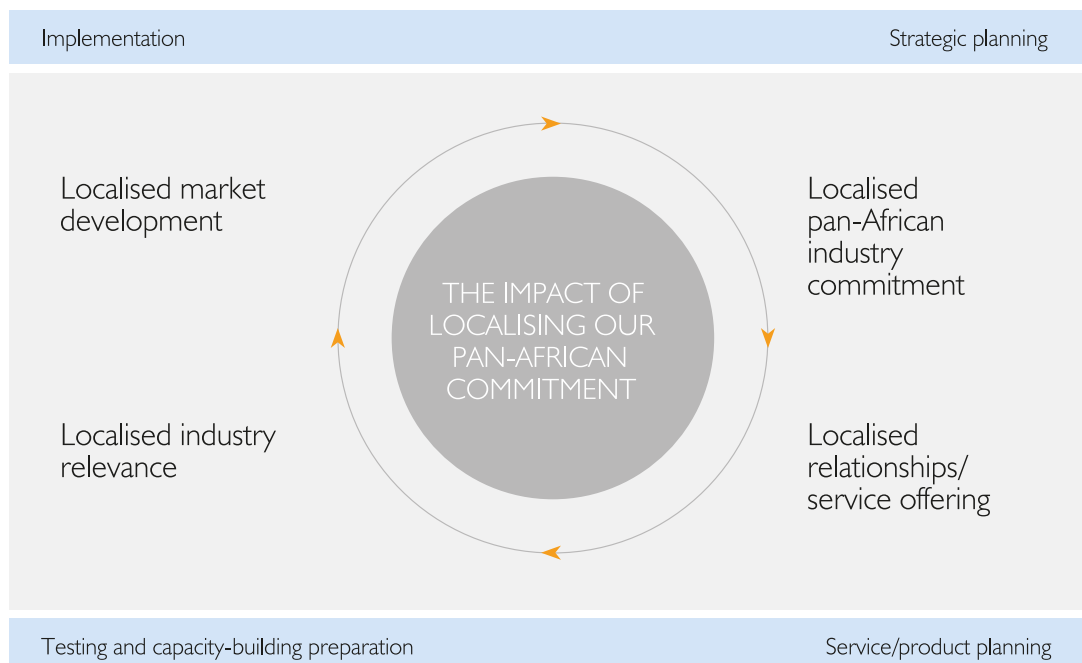 Implementation
Strategic planning
Localised market
development
Localised
pan-African
industry
commitment
THE IMPACT OF
LOCALISING OUR
PAN-AFRICAN
COMMITMENT
Localised industry
relevance
Localised
relationships/
service offering
Testing and capacity-building preparation
Service/product planning